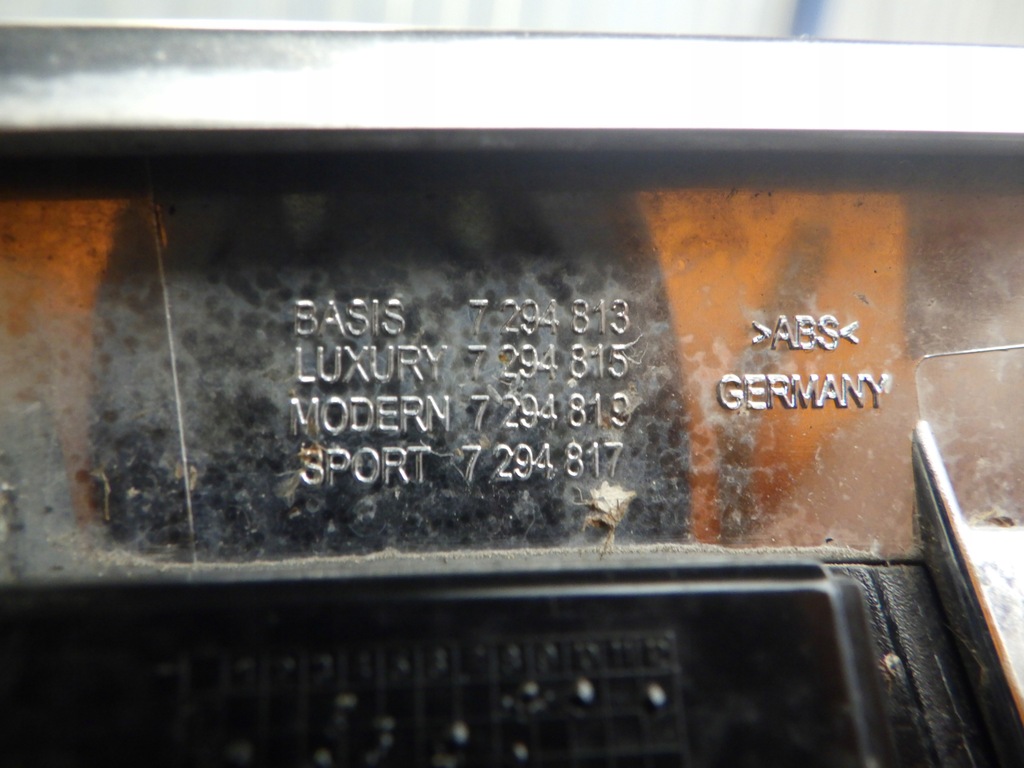 BASIS 7 294 813
LUXURY 7 294 815
MODERN 7 294 819
SPORT 7 294 817
>ABS<
GERMANY